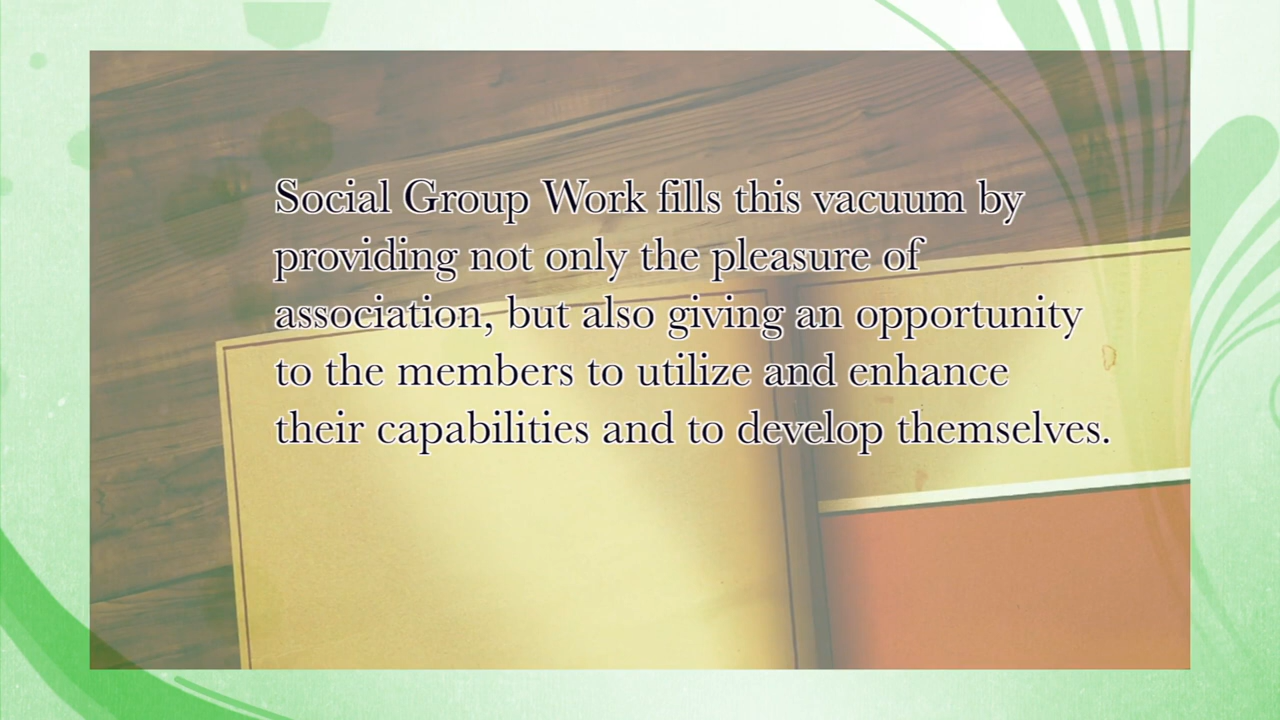 Social Group Work fills this vacuum by
providing not only the pleasure of
association, but also giving an opportunity
to the members to utilize and enhance
their capabilities and to develop themselves.